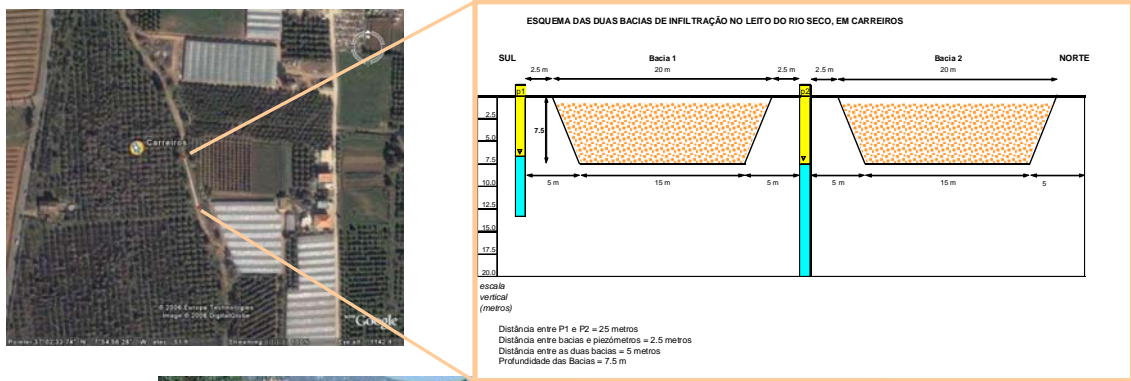 Carreiros
© 2006 Europa Technologies
Image © 2006 DigitalGlobe
Google
ESQUEMA DAS DUAS BACIAS DE INFILTRAÇÃO NO LEITO DO RIO SECO, EM CARREIROS
SUL Bacia 1 Bacia 2 NORTE
2.5 m 20 m 2.5 m 2.5 m 20 m
p1 p2
2.5
5.0
7.5
7.5
10.0
12.5
15.0
17.5
20.0
5 m 15 m 5 m 5 m 15 m 5
escala
vertical
(metros)
Distância entre P1 e P2 = 25 metros
Distância entre bacias e piezómetros = 2.5 metros
Distância entre as duas bacias = 5 metros
Profundidade das Bacias = 7.5 m